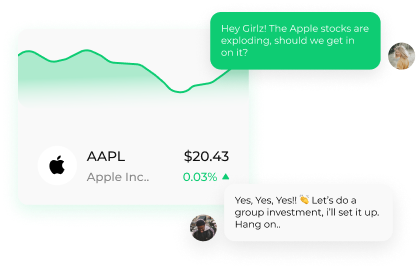 Hey Girlz! The Apple stocks are
exploding, should we get in
on it?
AAPL
$20.43
Apple Inc..
0.03%
Yes, Yes, Yes!! 👋 Let's do a
group investment, i'll set it up.
Hang on..